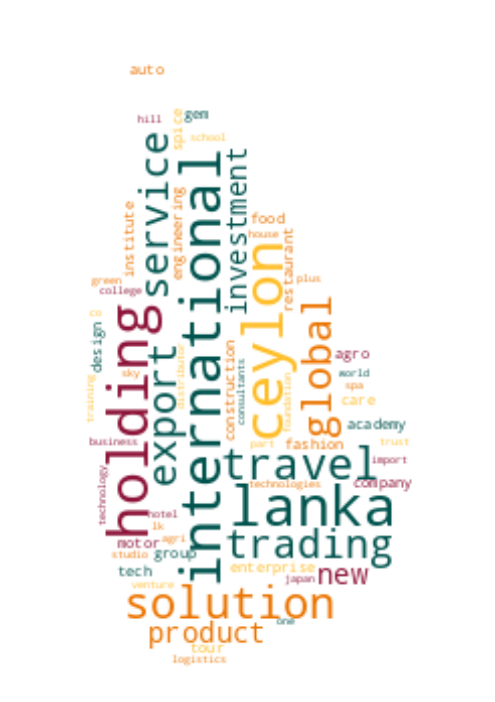 auto
hill
gem
spice
school
service
international
investment
engineering
institute
food
house
restaurant
ceylon
green
college
plus
holding
global
co
design
export
distributor
construction
consultants
sky
agro
world
spa
care
training
foundation
academy
business
part
fashion
trust
travel
import
technology
technologies
company
lanka
hotel
lk
motor
agri
trading
studio
group
tech
enterprise
japan
new
venture
solution
one
product
tour
logistics